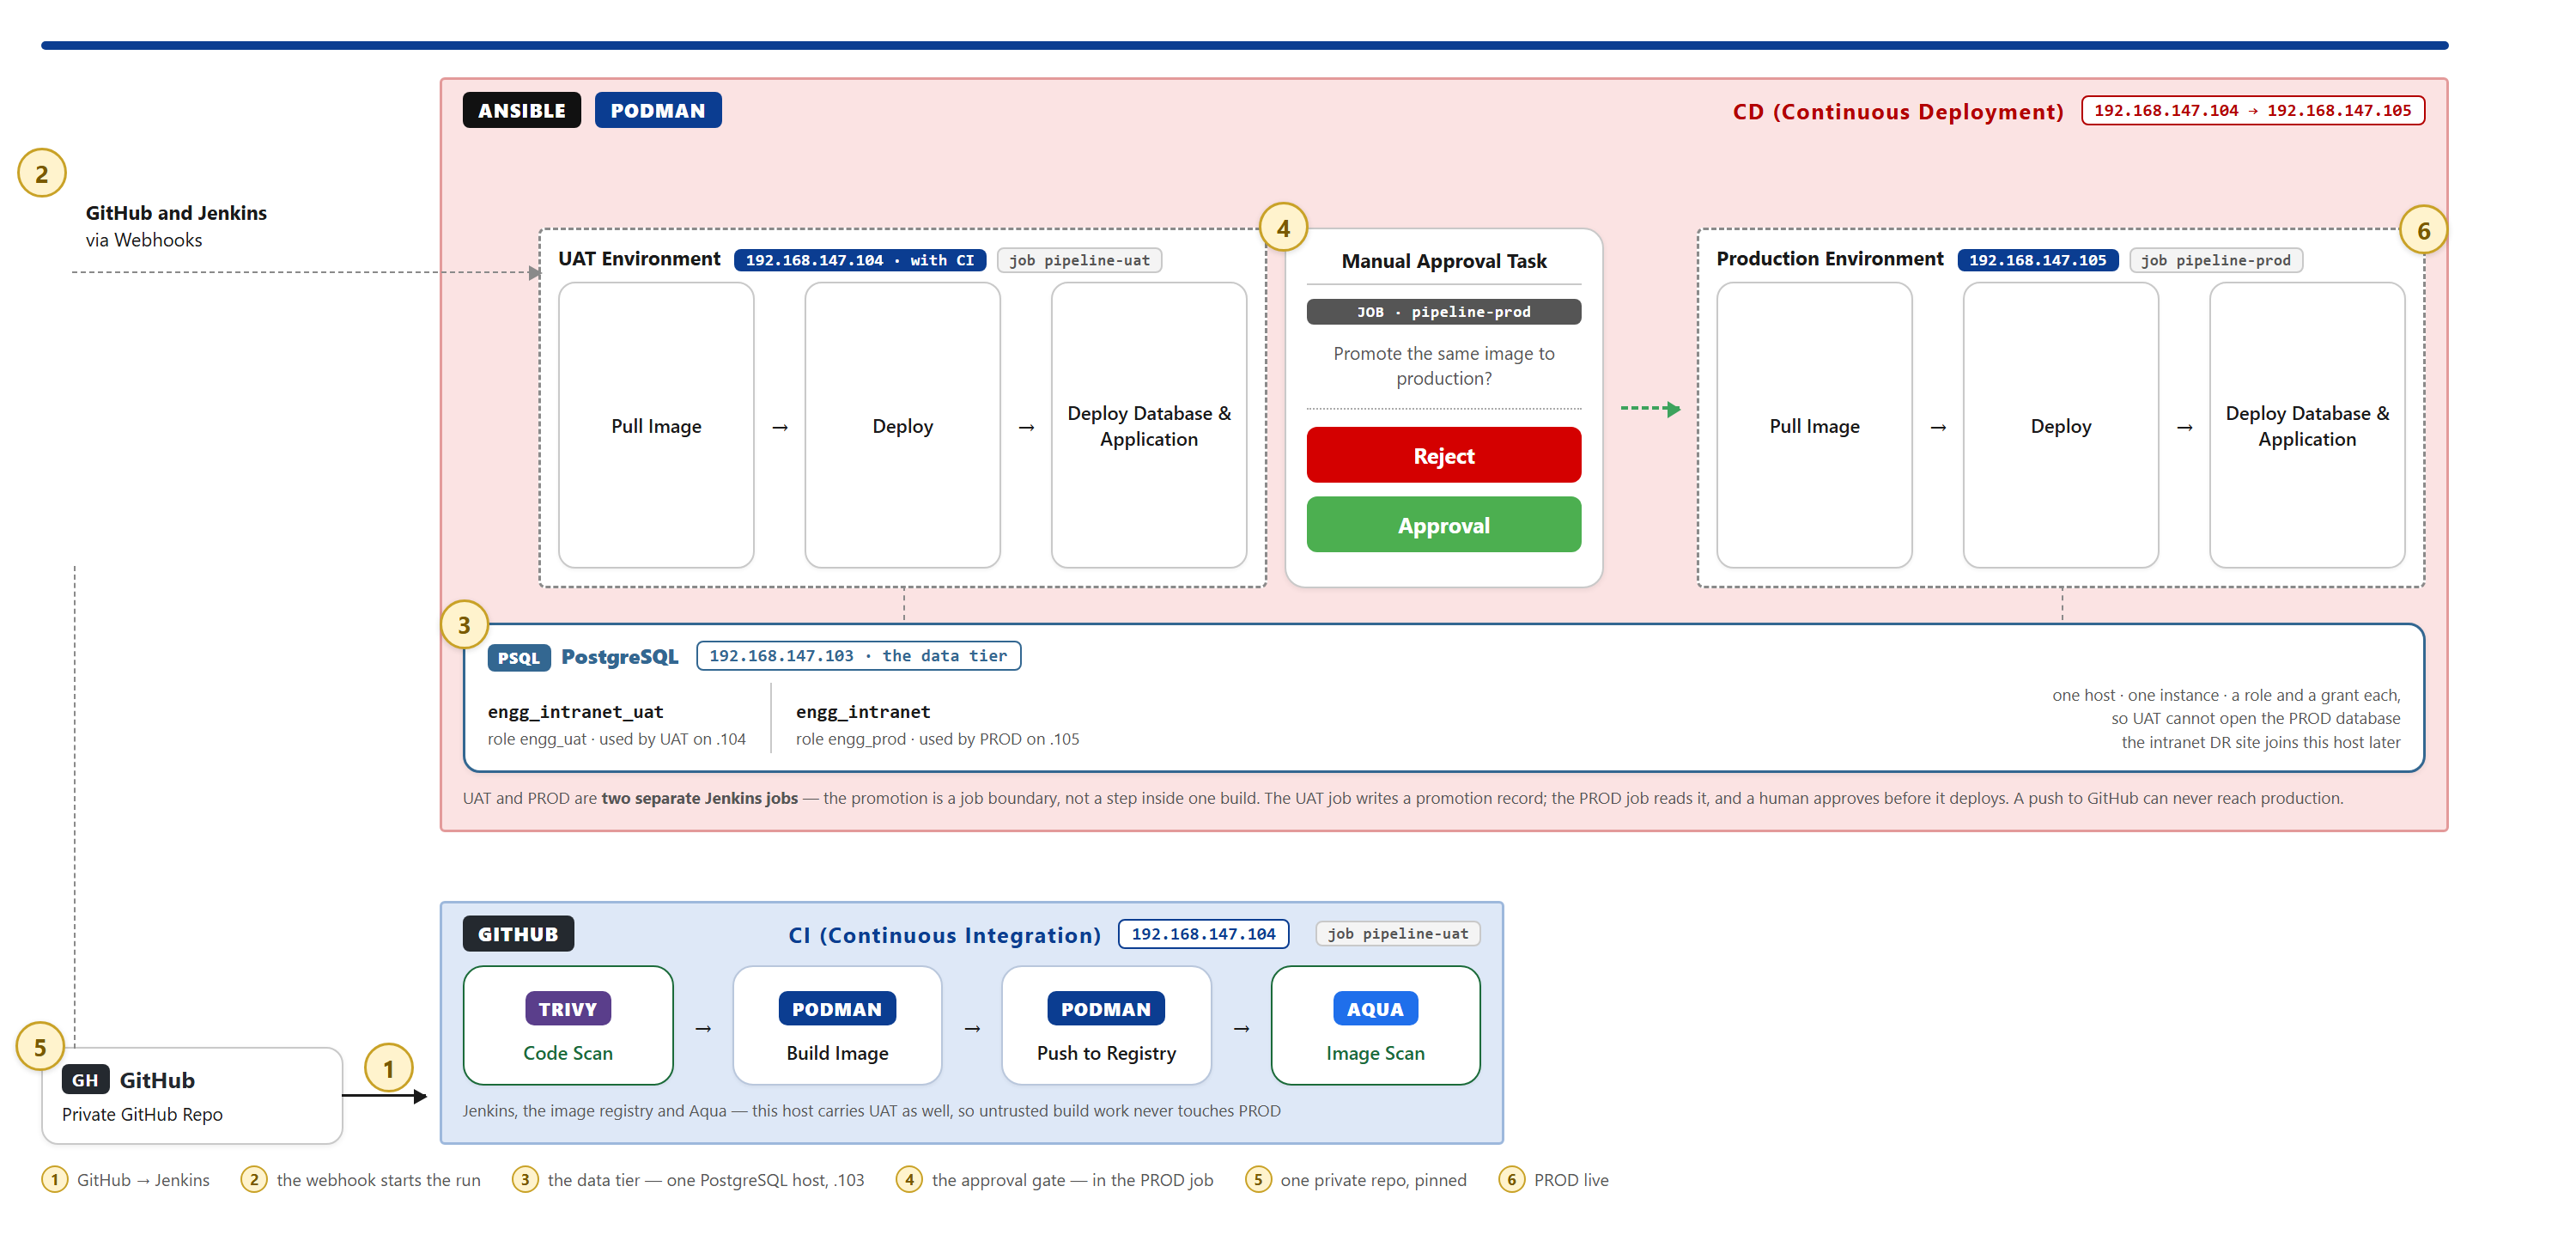 ANSIBLE PODMAN CD (Continuous Deployment) 192.168.147.104 → 192.168.147.105
2
GitHub and Jenkins
via Webhooks
UAT Environment 192.168.147.104 · with CI job pipeline-uat
Pull Image
→
Deploy
→
Deploy Database &
Application
4
Manual Approval Task
JOB · pipeline-prod
Promote the same image to
production?
Reject
Approval
6
Production Environment 192.168.147.105 job pipeline-prod
Pull Image
→
Deploy
→
Deploy Database &
Application
3
PSQL PostgreSQL 192.168.147.103 · the data tier
engg_intranet_uat
role engg_uat · used by UAT on .104
engg_intranet
role engg_prod · used by PROD on .105
one host · one instance · a role and a grant each,
so UAT cannot open the PROD database
the intranet DR site joins this host later
UAT and PROD are two separate Jenkins jobs — the promotion is a job boundary, not a step inside one build. The UAT job writes a promotion record; the PROD job reads it, and a human approves before it deploys. A push to GitHub can never reach production.
5
GH GitHub
Private GitHub Repo
1
GITHUB CI (Continuous Integration) 192.168.147.104 job pipeline-uat
TRIVY
Code Scan
→
PODMAN
Build Image
→
PODMAN
Push to Registry
→
AQUA
Image Scan
Jenkins, the image registry and Aqua — this host carries UAT as well, so untrusted build work never touches PROD
1 GitHub → Jenkins 2 the webhook starts the run 3 the data tier — one PostgreSQL host, .103 4 the approval gate — in the PROD job 5 one private repo, pinned 6 PROD live